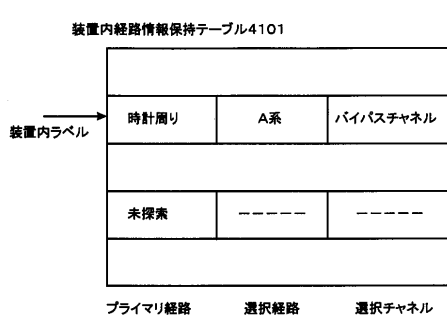 装置内経路情報保持テーブル4101
時計周り A系 バイパスチャネル
装置内ラベル
未探索 ----- -----
プライマリ経路 選択経路 選択チャネル